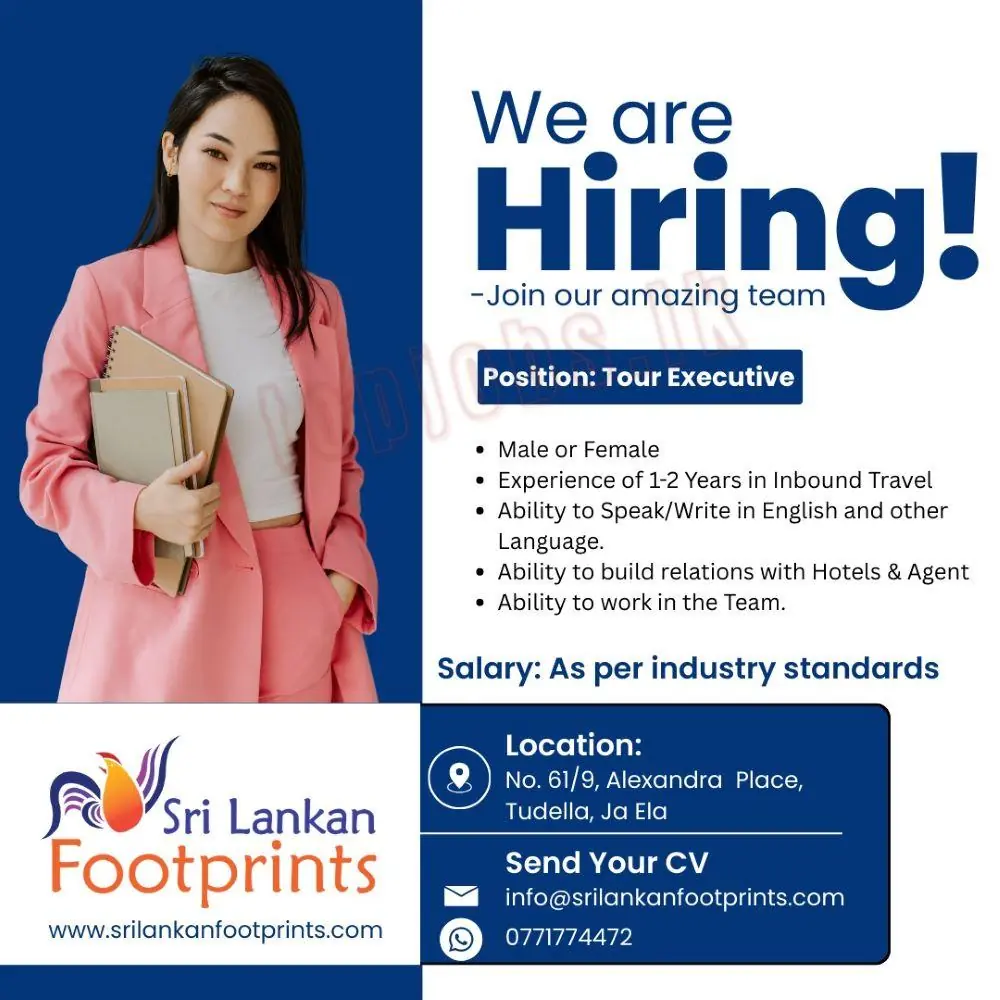 We are
Hiring!
-Join our amazing team
topjobs.lk
Position: Tour Executive
• Male or Female
• Experience of 1-2 Years in Inbound Travel
• Ability to Speak/Write in English and other
Language.
• Ability to build relations with Hotels & Agent
• Ability to work in the Team.
Salary: As per industry standards
Sri Lankan
Footprints
www.srilankanfootprints.com
Location:
No. 61/9, Alexandra Place,
Tudella, Ja Ela
Send Your CV
info@srilankanfootprints.com
0771774472